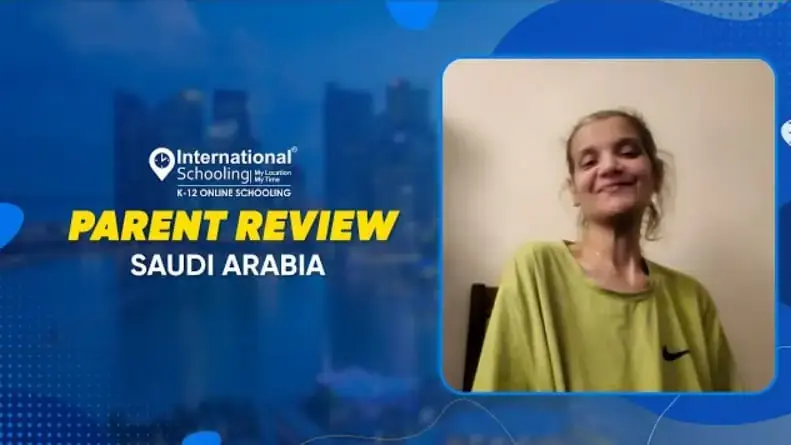 International®
Schooling
My Location
My Time
K-12 ONLINE SCHOOLING
PARENT REVIEW
SAUDI ARABIA